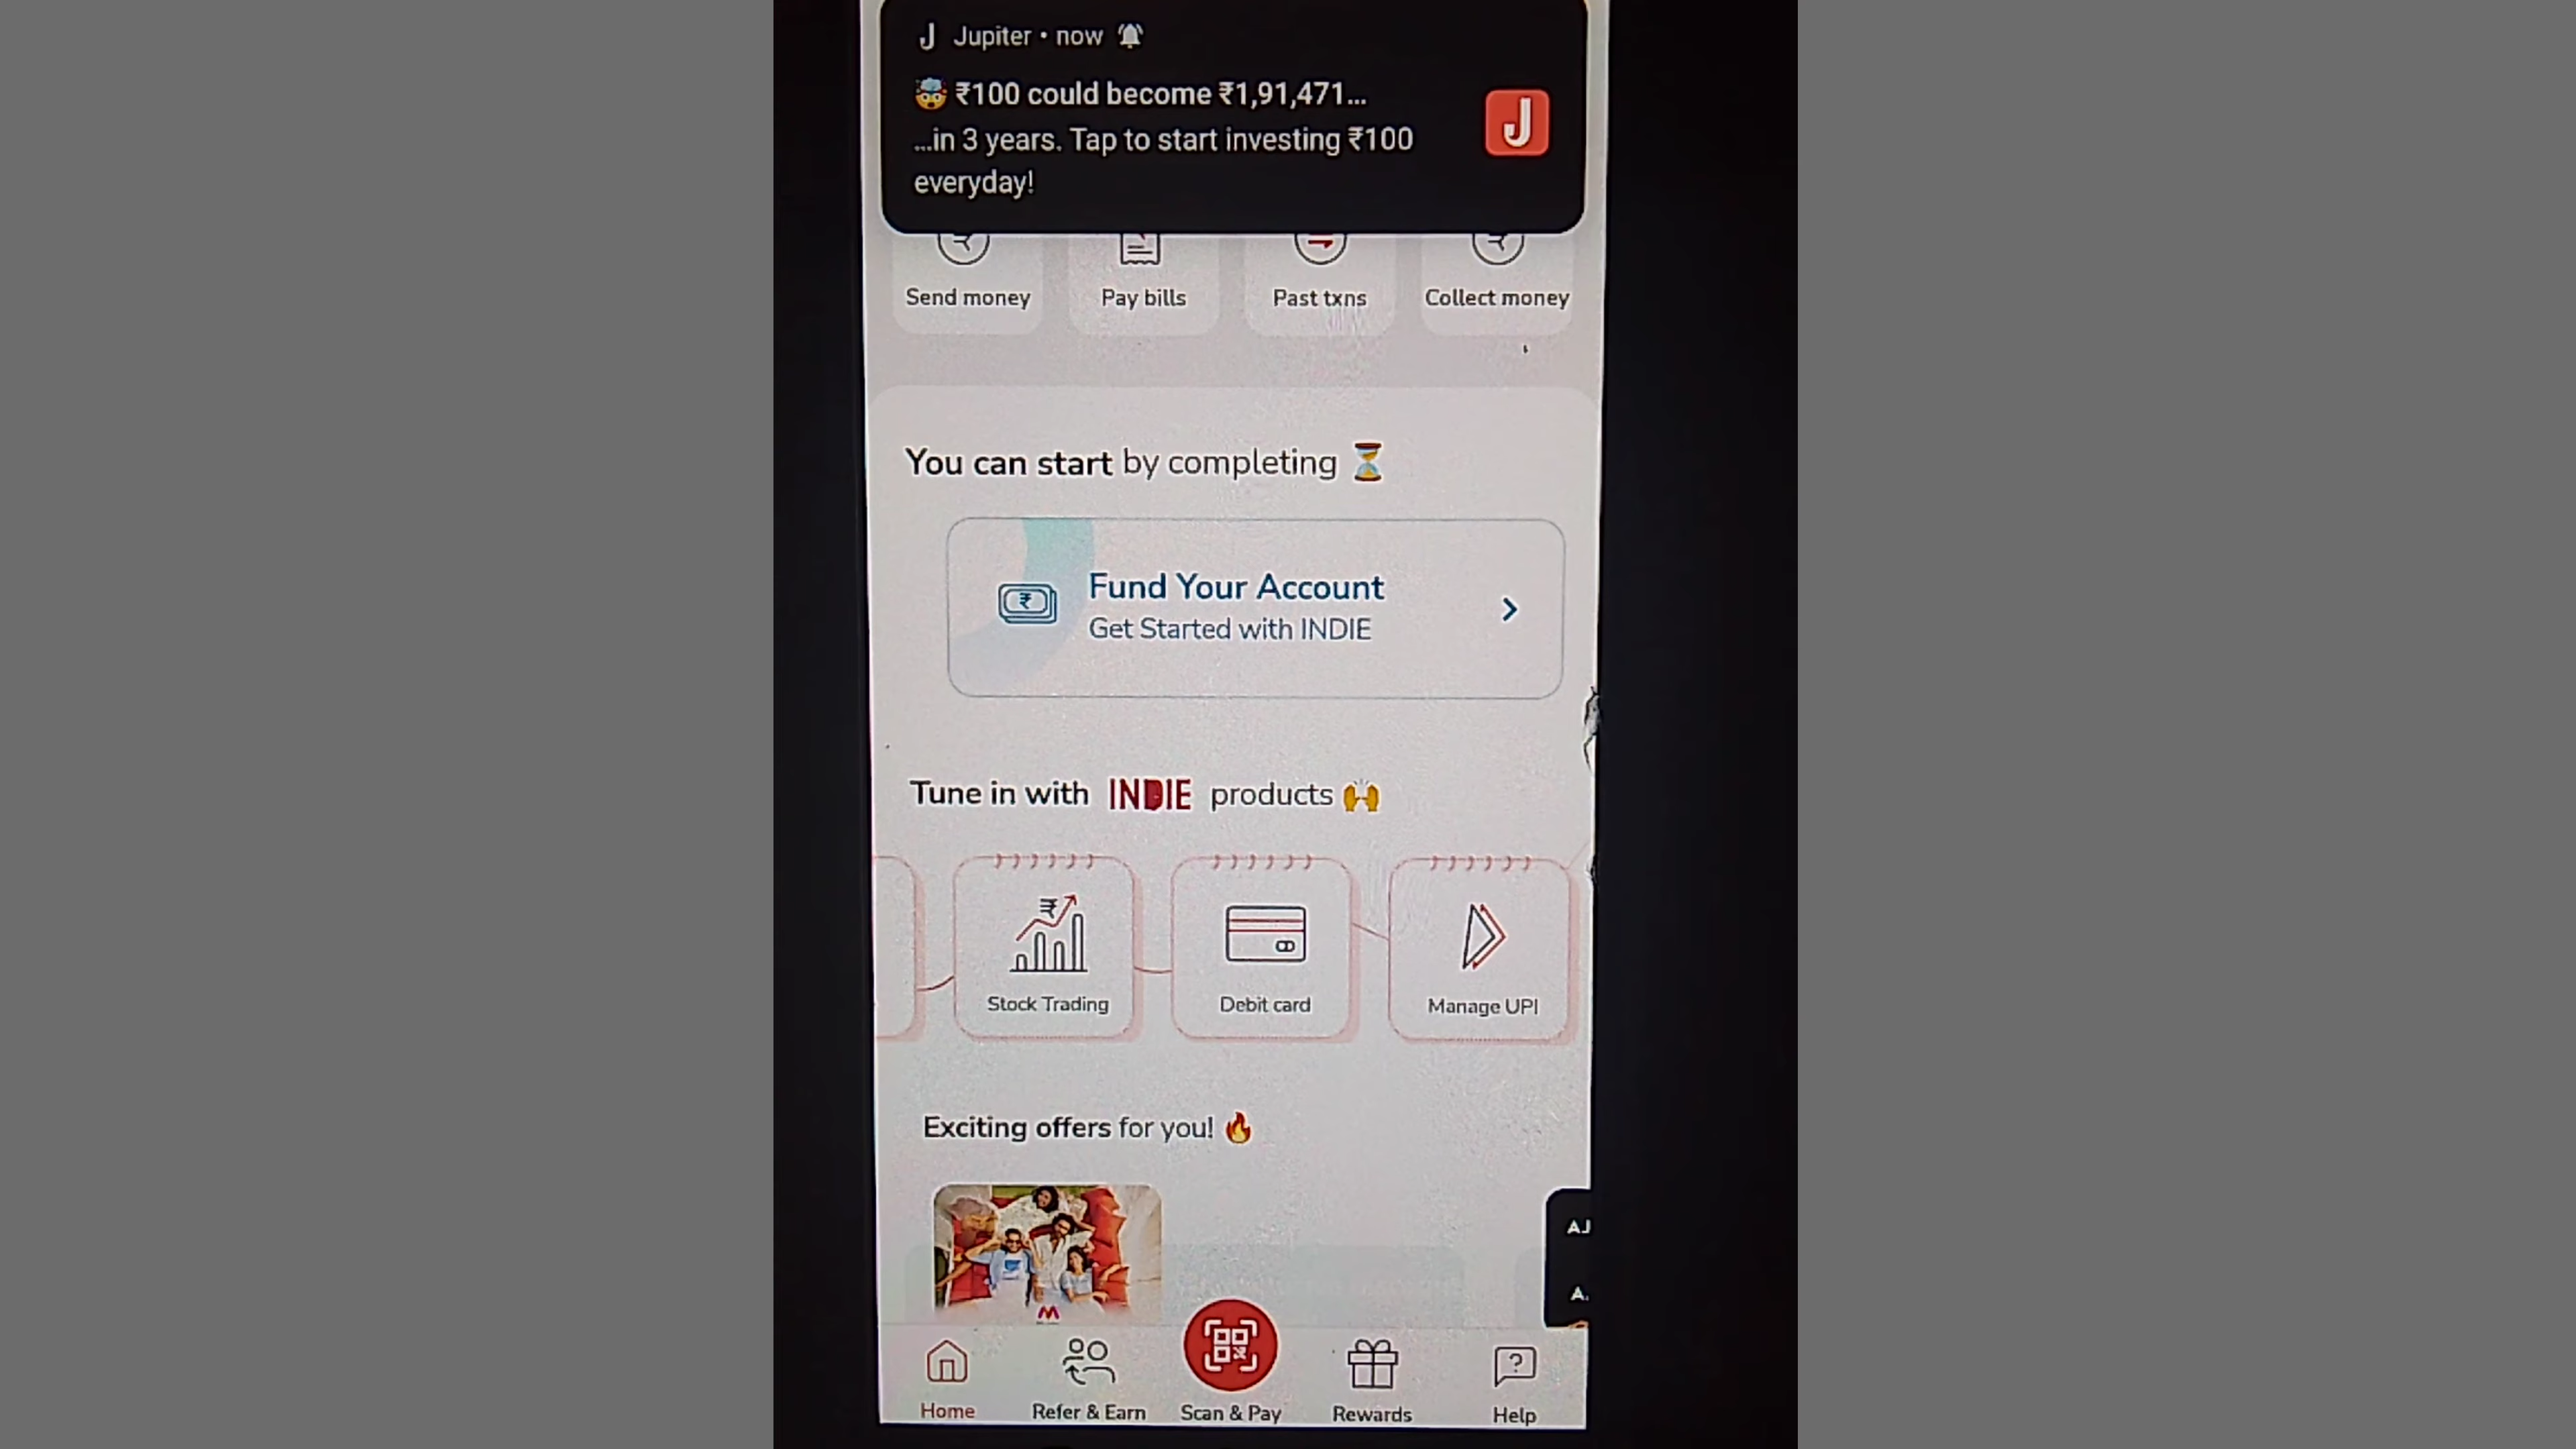 Jupiter • now
🤯 ₹100 could become ₹1,91,471...
...in 3 years. Tap to start investing ₹100
everyday!
J
Send money
Pay bills
Past txns
Collect money
You can start by completing ⏳
Fund Your Account
Get Started with INDIE
Tune in with INDIE products 🙌
Stock Trading
Debit card
Manage UPI
Exciting offers for you! 🔥
AJ
A.
Home
Refer & Earn
Scan & Pay
Rewards
Help